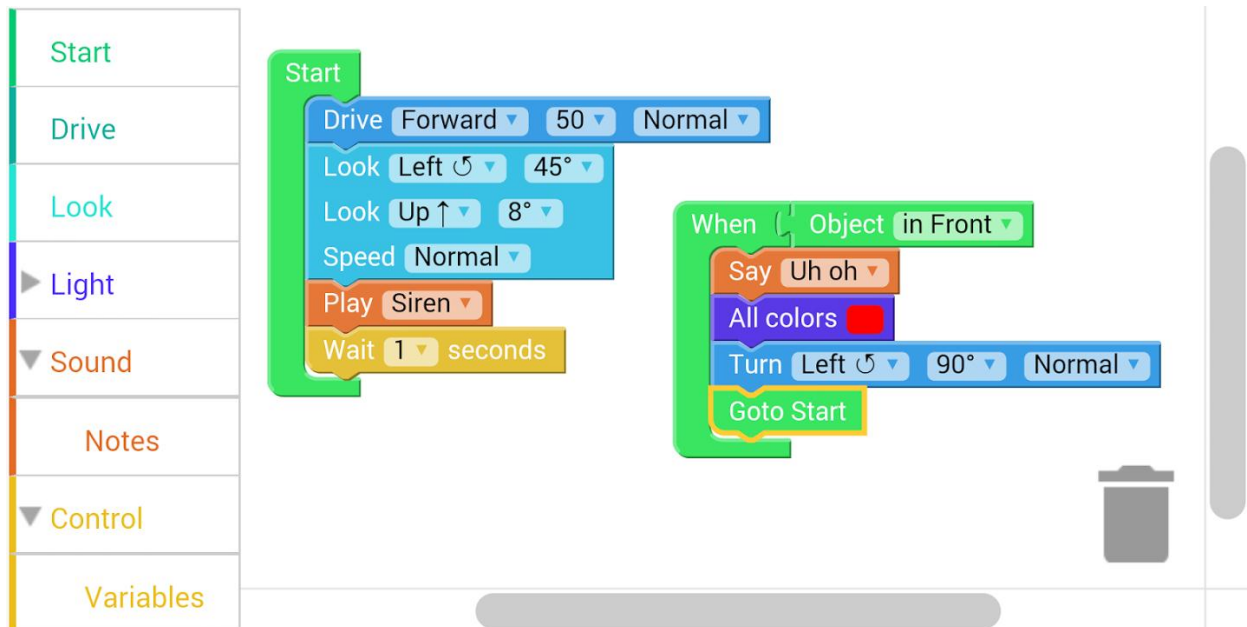 Start
Drive
Look
Light
Sound
Notes
Control
Variables
Start
Drive Forward 50 Normal
Look Left ↺ 45°
Look Up ↑ 8°
Speed Normal
Play Siren
Wait 1 seconds
When Object in Front
Say Uh oh
All colors
Turn Left ↺ 90° Normal
Goto Start